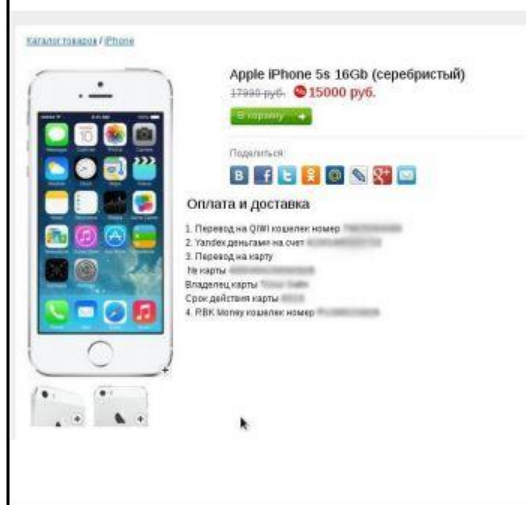 Каталог товаров / iPhone
Apple iPhone 5s 16Gb (серебристый)
17990 руб. 15000 руб.
В корзину
Поделиться:
Оплата и доставка
1. Перевод на QIWI кошелек номер
2. Yandex деньгами на счет
3. Перевод на карту
№ карты
Владелец карты
Срок действия карты
4. RBK Money кошелек номер